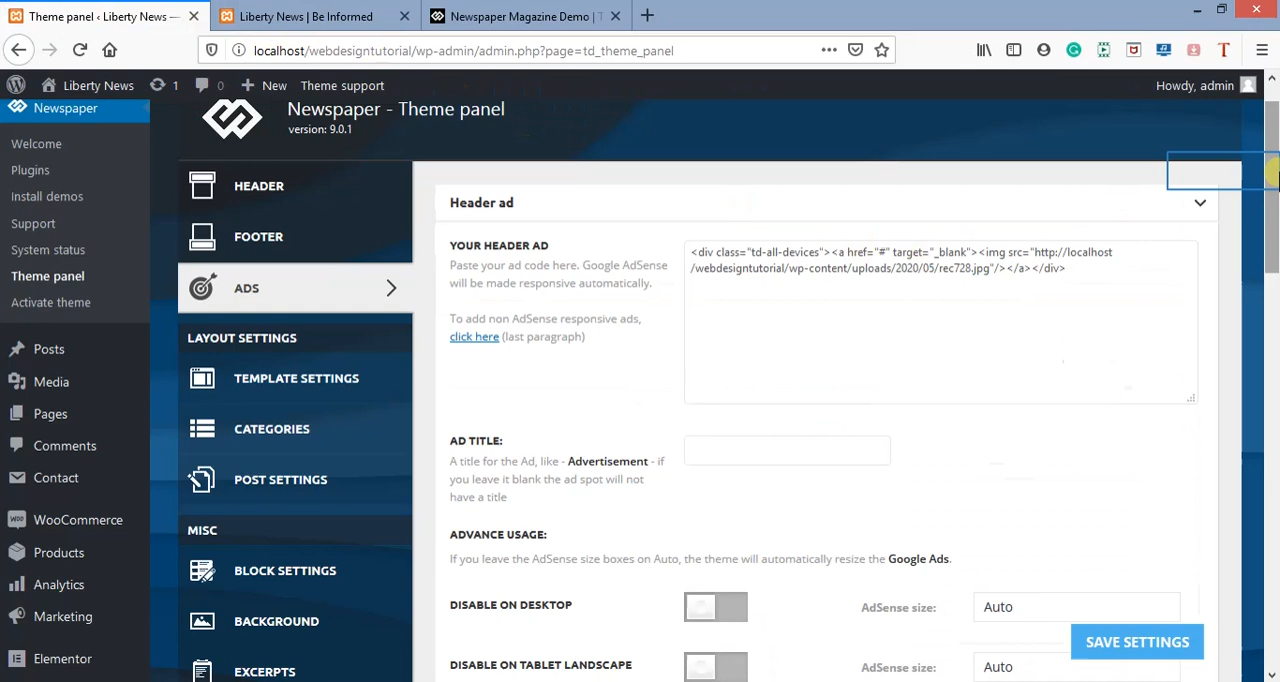 Theme panel ‹ Liberty News —
Liberty News | Be Informed
Newspaper Magazine Demo | T
localhost/webdesigntutorial/wp-admin/admin.php?page=td_theme_panel
Liberty News
1
0
New
Theme support
Howdy, admin
Newspaper
Welcome
Plugins
Install demos
Support
System status
Theme panel
Activate theme
Posts
Media
Pages
Comments
Contact
WooCommerce
Products
Analytics
Marketing
Elementor
Newspaper - Theme panel
version: 9.0.1
HEADER
FOOTER
ADS
LAYOUT SETTINGS
TEMPLATE SETTINGS
CATEGORIES
POST SETTINGS
MISC
BLOCK SETTINGS
BACKGROUND
EXCERPTS
Header ad
YOUR HEADER AD
Paste your ad code here. Google AdSense
will be made responsive automatically.
To add non AdSense responsive ads,
click here (last paragraph)
<div class="td-all-devices"><a href="#" target="_blank"><img src="http://localhost
/webdesigntutorial/wp-content/uploads/2020/05/rec728.jpg"/></a></div>
AD TITLE:
A title for the Ad, like - Advertisement - if
you leave it blank the ad spot will not
have a title
ADVANCE USAGE:
If you leave the AdSense size boxes on Auto, the theme will automatically resize the Google Ads.
DISABLE ON DESKTOP
AdSense size:
Auto
SAVE SETTINGS
DISABLE ON TABLET LANDSCAPE
AdSense size:
Auto